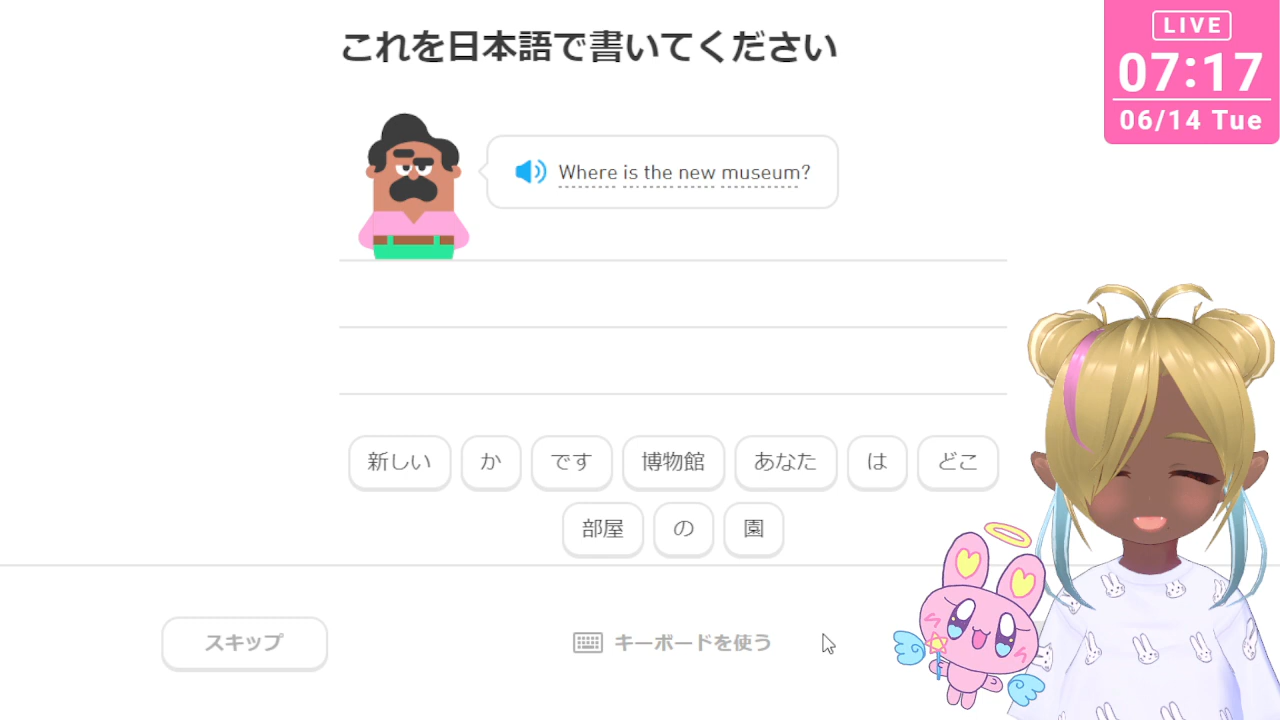 これを日本語で書いてください
LIVE
07:17
06/14 Tue
Where is the new museum?
新しい か です 博物館 あなた は どこ
部屋 の 園
スキップ
キーボードを使う